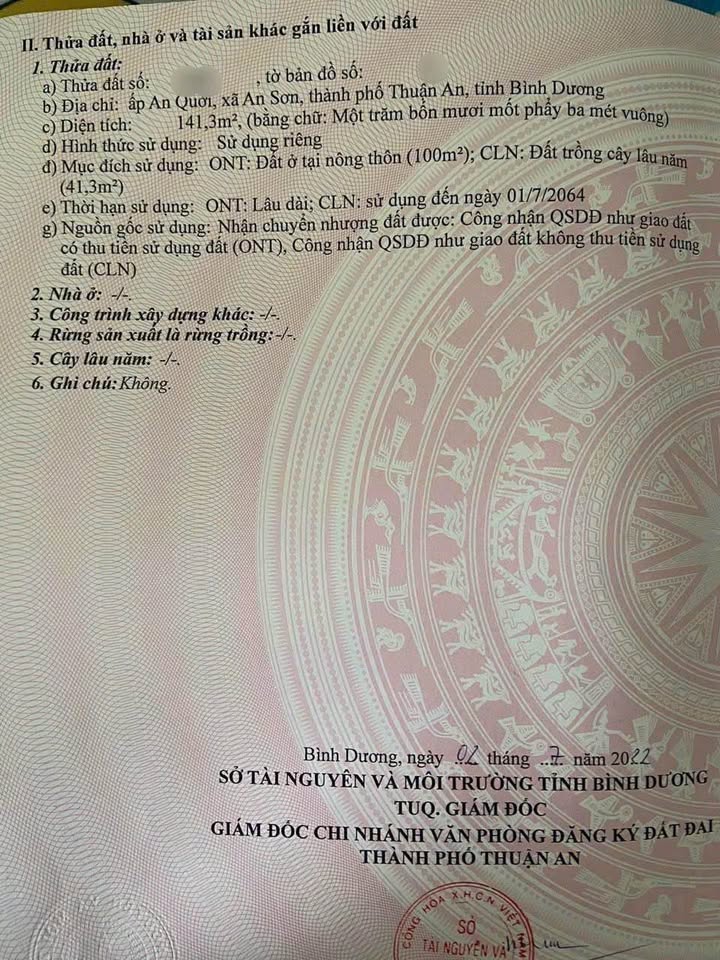 II. Thửa đất, nhà ở và tài sản khác gắn liền với đất
1. Thửa đất:
a) Thửa đất số: , tờ bản đồ số:
b) Địa chỉ: ấp An Quới, xã An Sơn, thành phố Thuận An, tỉnh Bình Dương
c) Diện tích: 141,3m², (bằng chữ: Một trăm bốn mươi mốt phẩy ba mét vuông)
d) Hình thức sử dụng: Sử dụng riêng
đ) Mục đích sử dụng: ONT: Đất ở tại nông thôn (100m²); CLN: Đất trồng cây lâu năm
(41,3m²)
e) Thời hạn sử dụng: ONT: Lâu dài; CLN: sử dụng đến ngày 01/7/2064
g) Nguồn gốc sử dụng: Nhận chuyển nhượng đất được: Công nhận QSDĐ như giao đất
có thu tiền sử dụng đất (ONT), Công nhận QSDĐ như giao đất không thu tiền sử dụng
đất (CLN)
2. Nhà ở: -/-.
3. Công trình xây dựng khác: -/-.
4. Rừng sản xuất là rừng trồng: -/-.
5. Cây lâu năm: -/-.
6. Ghi chú: Không.
Bình Dương, ngày 02 tháng 7 năm 2022
SỞ TÀI NGUYÊN VÀ MÔI TRƯỜNG TỈNH BÌNH DƯƠNG
TUQ. GIÁM ĐỐC
GIÁM ĐỐC CHI NHÁNH VĂN PHÒNG ĐĂNG KÝ ĐẤT ĐAI
THÀNH PHỐ THUẬN AN
CỘNG HÒA X.H.C.N VIỆT NAM
SỞ
TÀI NGUYÊN VÀ